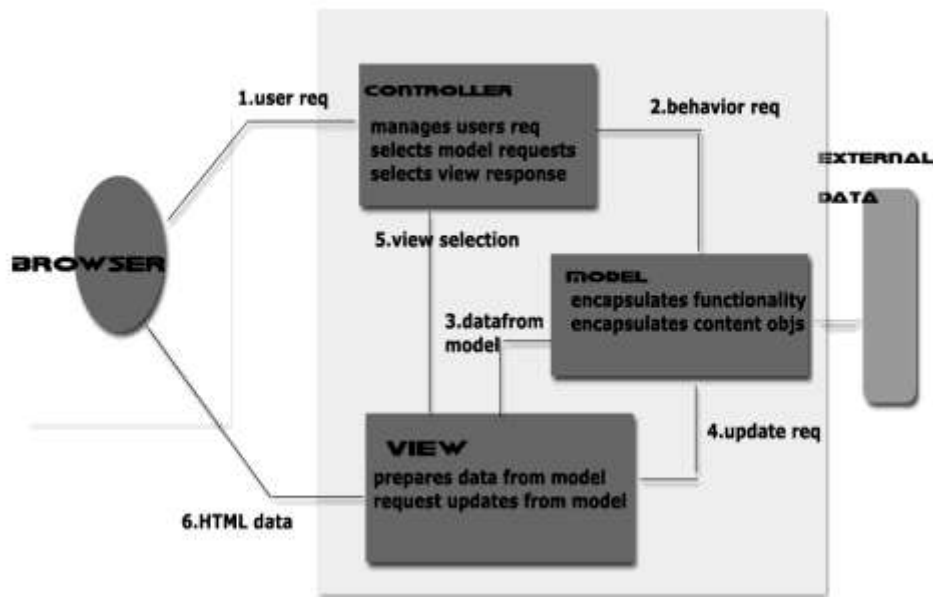 1.user req
CONTROLLER
manages users req
selects model requests
selects view response
2.behavior req
EXTERNAL
DATA
BROWSER
5.view selection
MODEL
encapsulates functionality
encapsulates content objs
3.datafrom
model
4.update req
VIEW
prepares data from model
request updates from model
6.HTML data